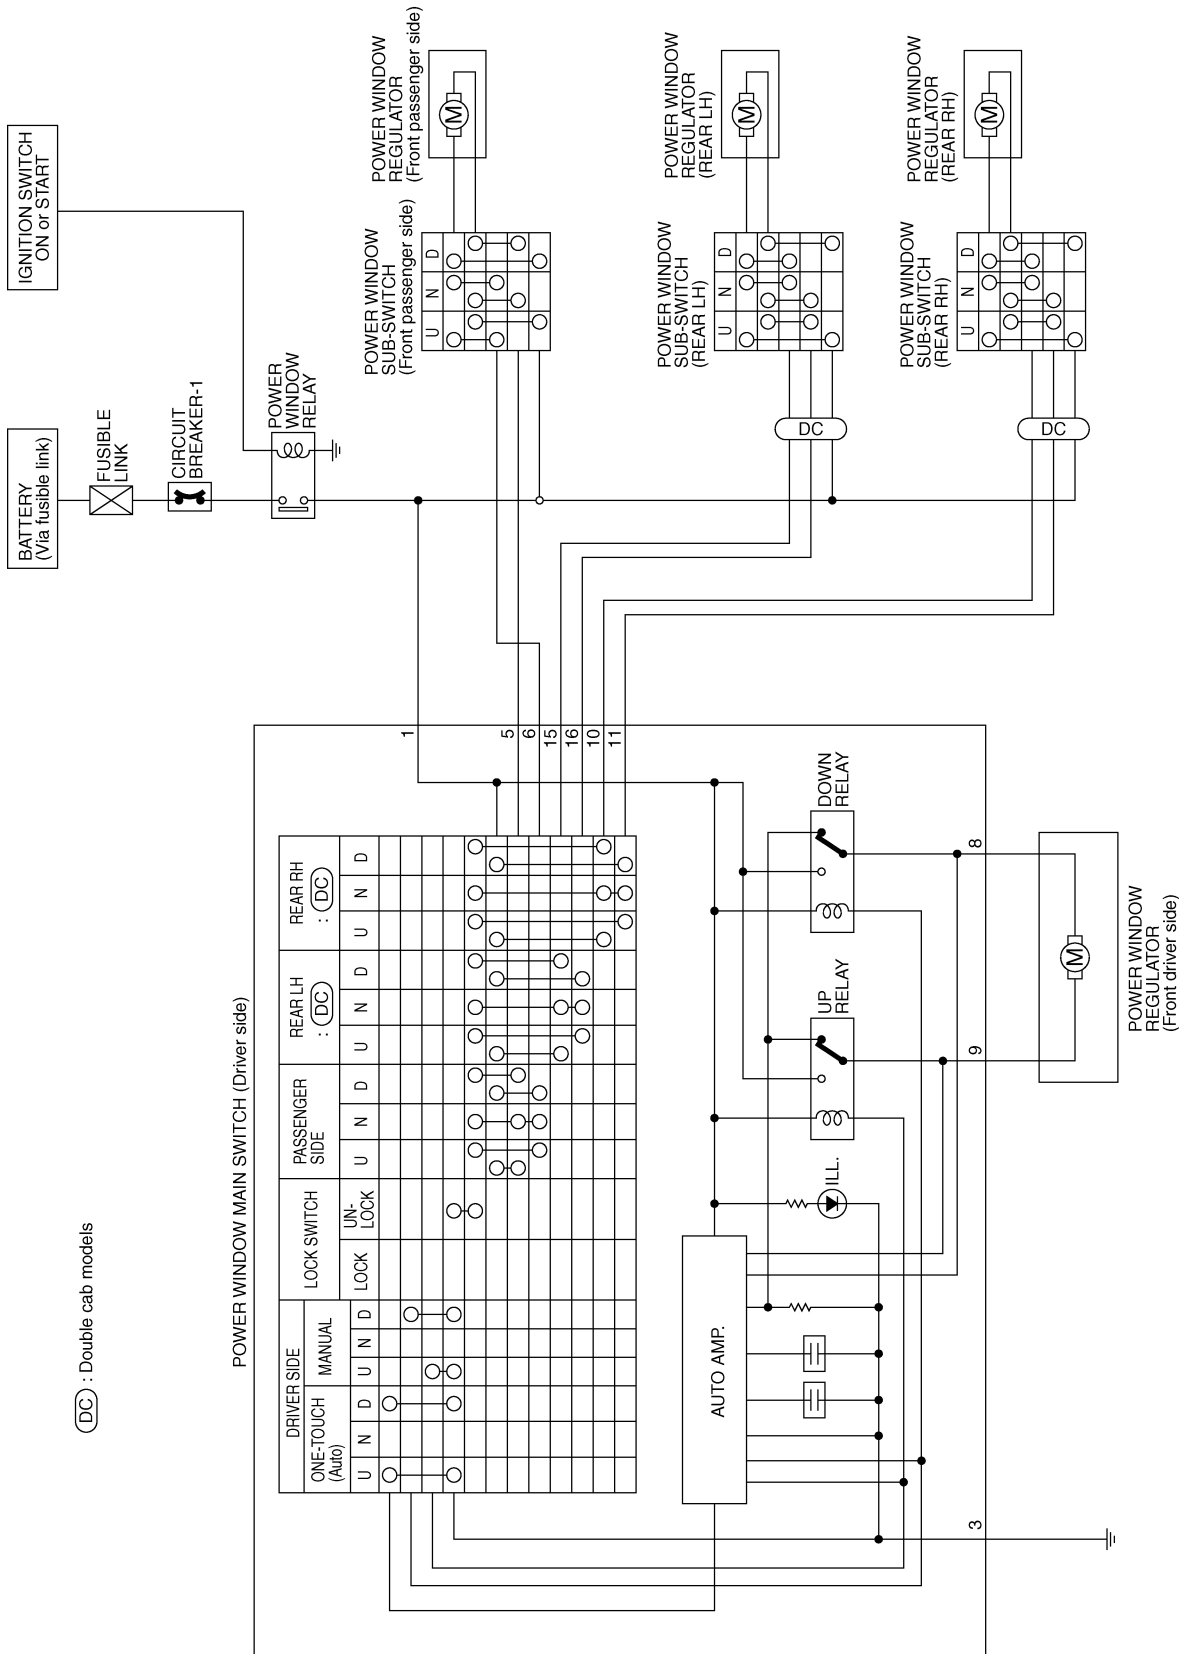 BATTERY
(Via fusible link)
IGNITION SWITCH
ON or START
FUSIBLE
LINK
CIRCUIT
BREAKER-1
POWER
WINDOW
RELAY
POWER WINDOW
REGULATOR
(Front passenger side)
POWER WINDOW
SUB-SWITCH
(Front passenger side)
U
N
D
M
POWER WINDOW
REGULATOR
(REAR LH)
POWER WINDOW
SUB-SWITCH
(REAR LH)
U
N
D
M
DC
POWER WINDOW
REGULATOR
(REAR RH)
POWER WINDOW
SUB-SWITCH
(REAR RH)
U
N
D
M
DC
DC : Double cab models
POWER WINDOW MAIN SWITCH (Driver side)
1
5
6
15
16
10
11
DRIVER SIDE
ONE-TOUCH
(Auto)
MANUAL
LOCK SWITCH
PASSENGER
SIDE
REAR LH
: DC
REAR RH
: DC
U
N
D
U
N
D
LOCK
UN-
LOCK
U
N
D
U
N
D
U
N
D
AUTO AMP.
ILL.
UP
RELAY
DOWN
RELAY
3
9
8
M
POWER WINDOW
REGULATOR
(Front driver side)